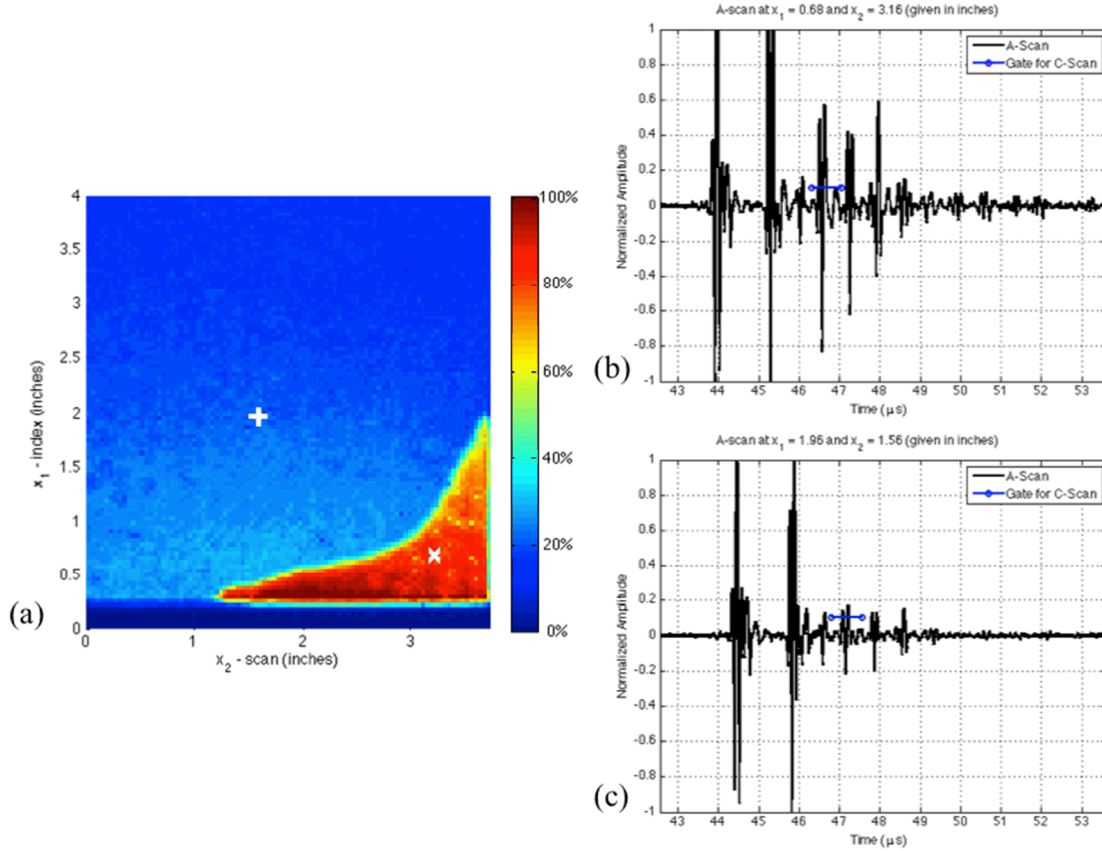 A-scan at x1 = 0.68 and x2 = 3.16 (given in inches)
A-Scan
Gate for C-Scan
1
0.8
0.6
0.4
0.2
0
-0.2
-0.4
-0.6
-0.8
-1
Normalized Amplitude
43 44 45 46 47 48 49 50 51 52 53
Time (μs)
(b)
4
3.5
3
2.5
2
1.5
1
0.5
0
x1 - index (inches)
0 1 2 3
x2 - scan (inches)
100%
80%
60%
40%
20%
0%
(a)
A-scan at x1 = 1.96 and x2 = 1.56 (given in inches)
A-Scan
Gate for C-Scan
1
0.8
0.6
0.4
0.2
0
-0.2
-0.4
-0.6
-0.8
-1
Normalized Amplitude
43 44 45 46 47 48 49 50 51 52 53
Time (μs)
(c)